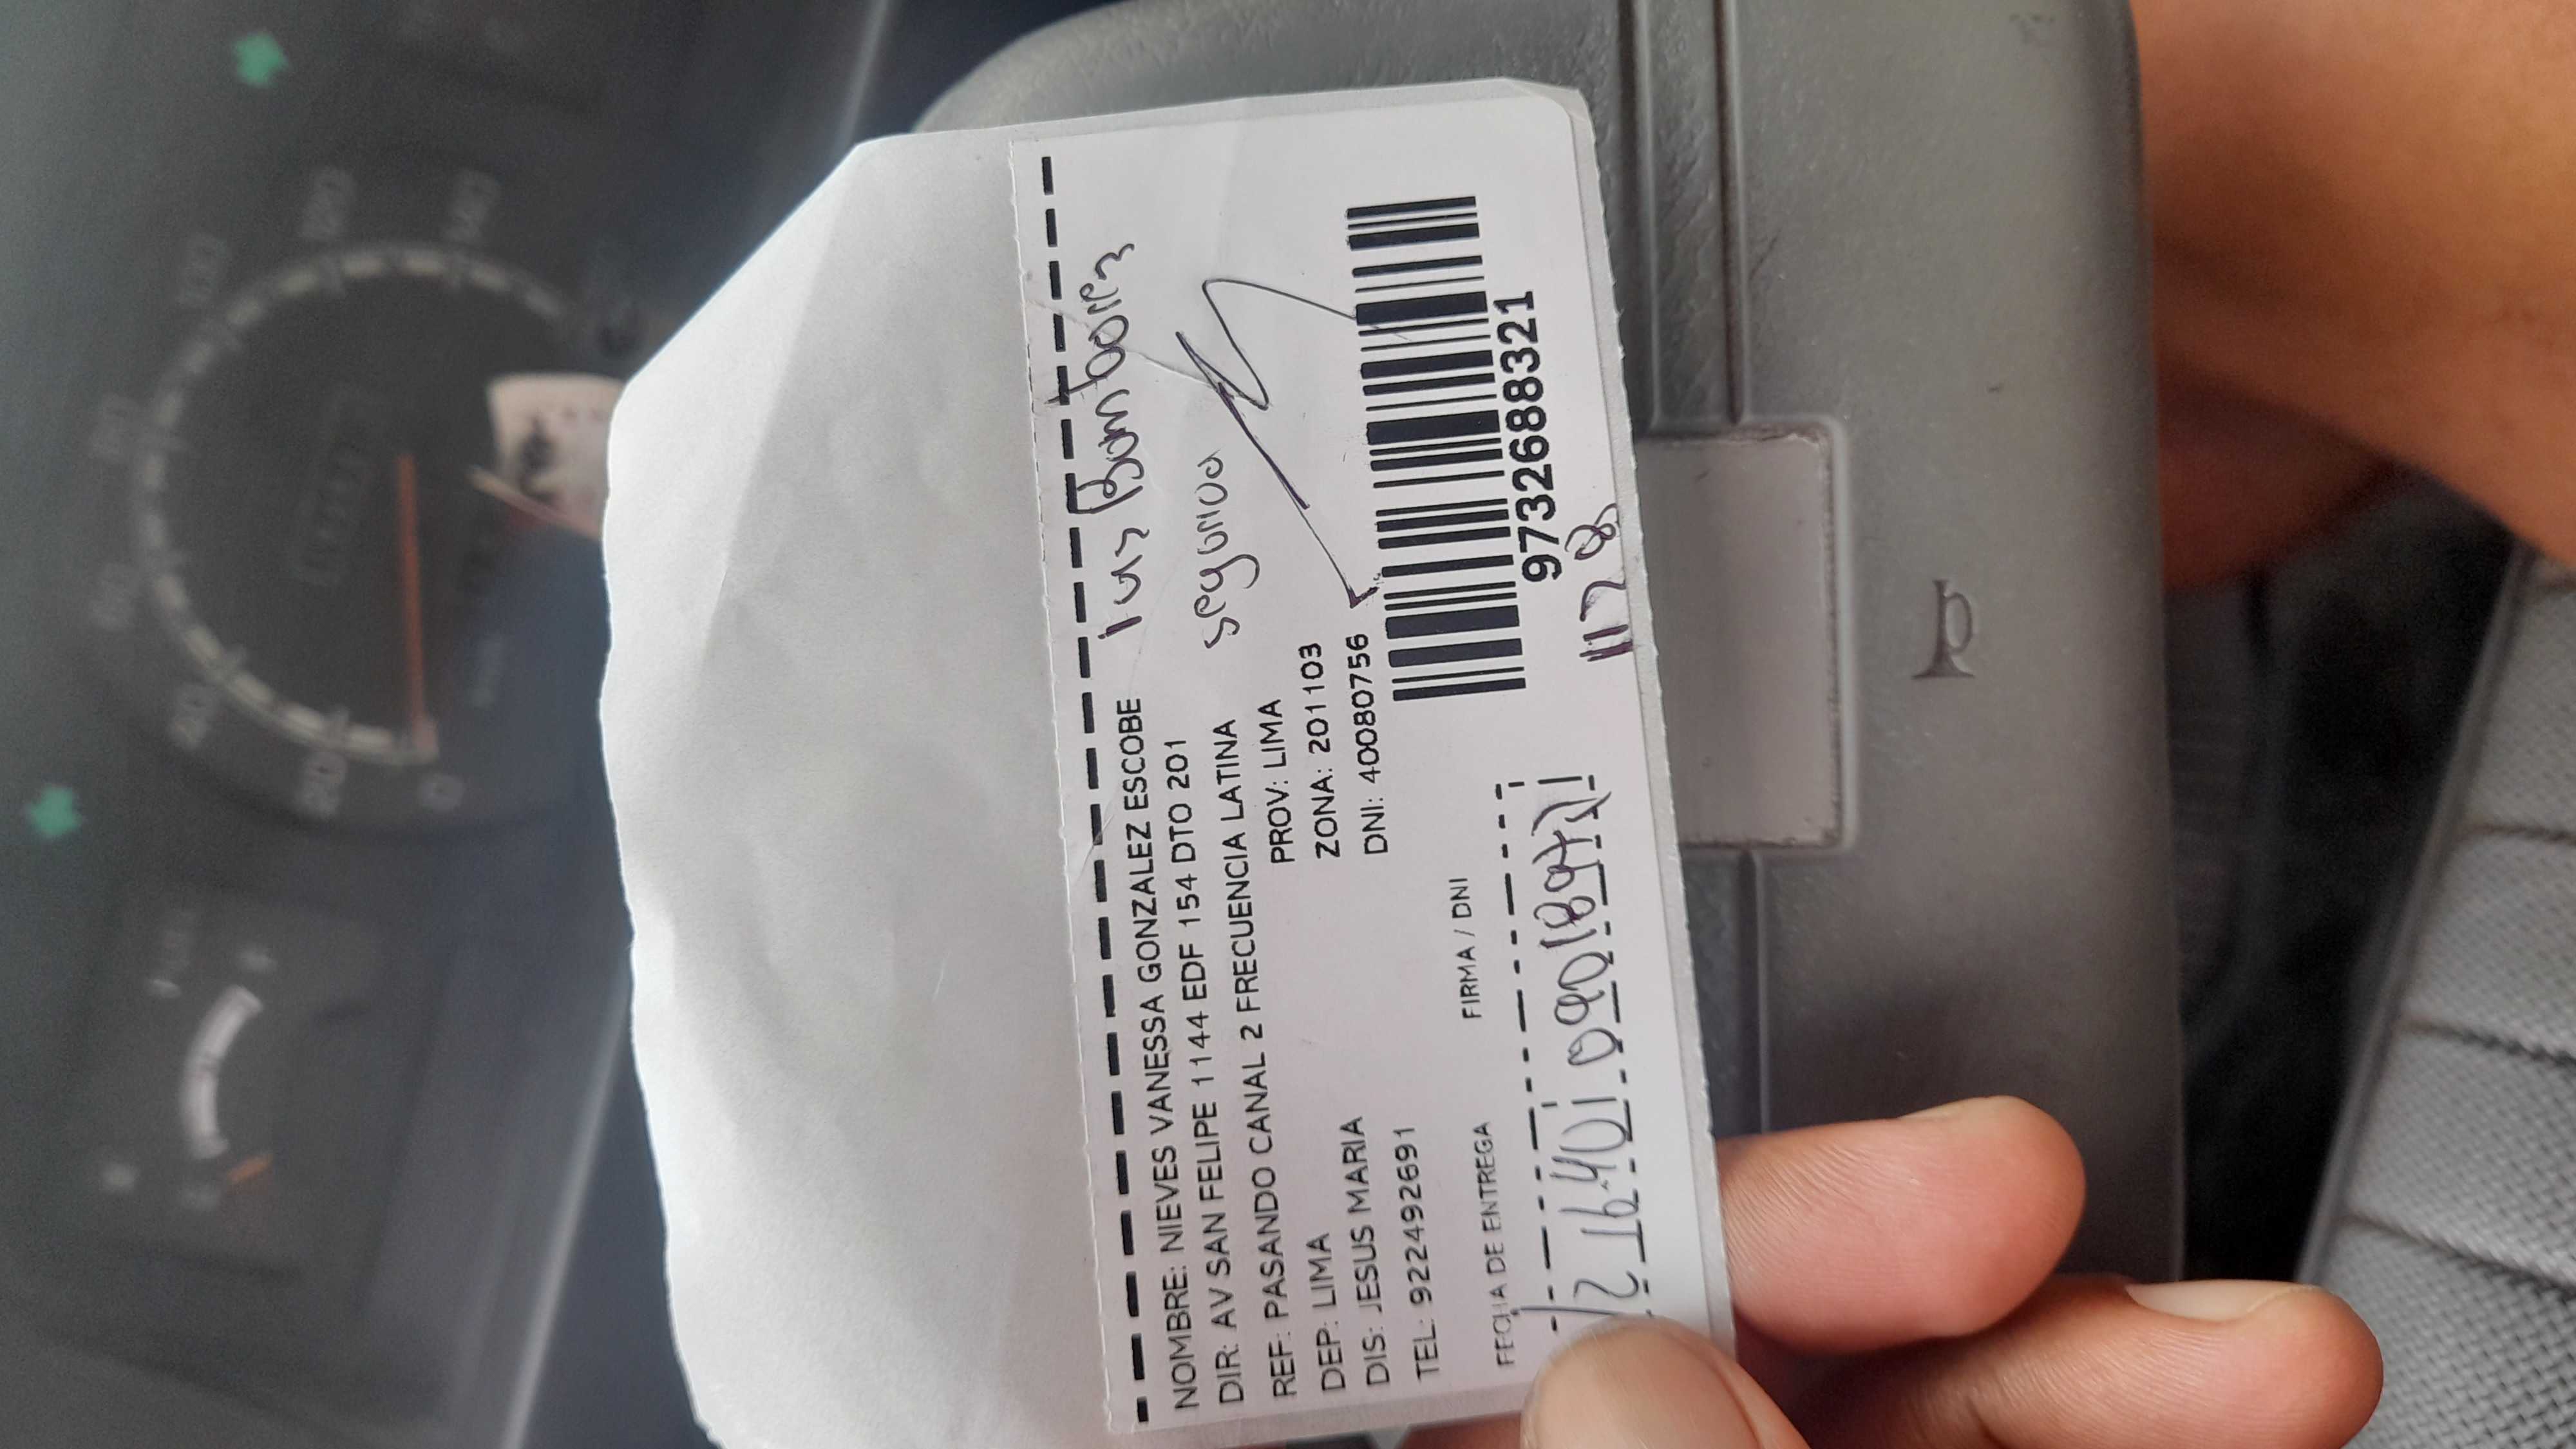 NOMBRE: NIEVES VANESSA GONZALEZ ESCOBE
DIR: AV SAN FELIPE 1144 EDF 154 DTO 201
REF: PASANDO CANAL 2 FRECUENCIA LATINA
DEP: LIMA PROV: LIMA
DIS: JESUS MARIA ZONA: 201103
TEL: 922492691 DNI: 40080756
seguridad
FECHA DE ENTREGA FIRMA / DNI
9732688321
1128